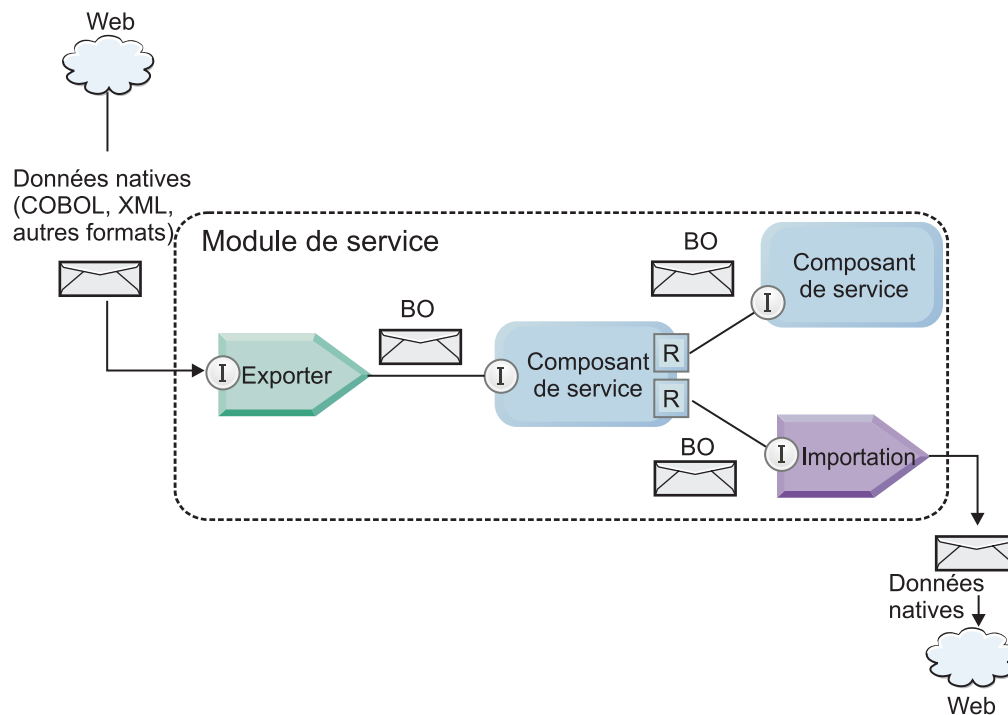 Web
Données natives
(COBOL, XML,
autres formats)
Module de service
BO
Composant
de service
BO
I
I
Exporter
I
Composant
de service
R
R
BO
I
Importation
Données
natives
Web